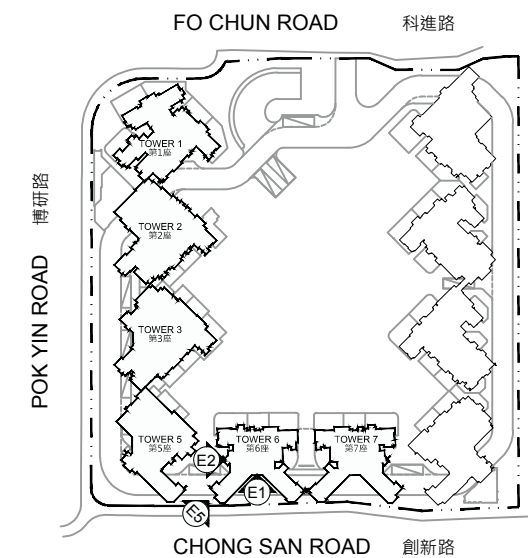 FO CHUN ROAD 科進路
POK YIN ROAD 博研路
TOWER 1
第1座
TOWER 2
第2座
TOWER 3
第3座
TOWER 5
第5座
TOWER 6
第6座
TOWER 7
第7座
E2
E1
E5
CHONG SAN ROAD 創新路